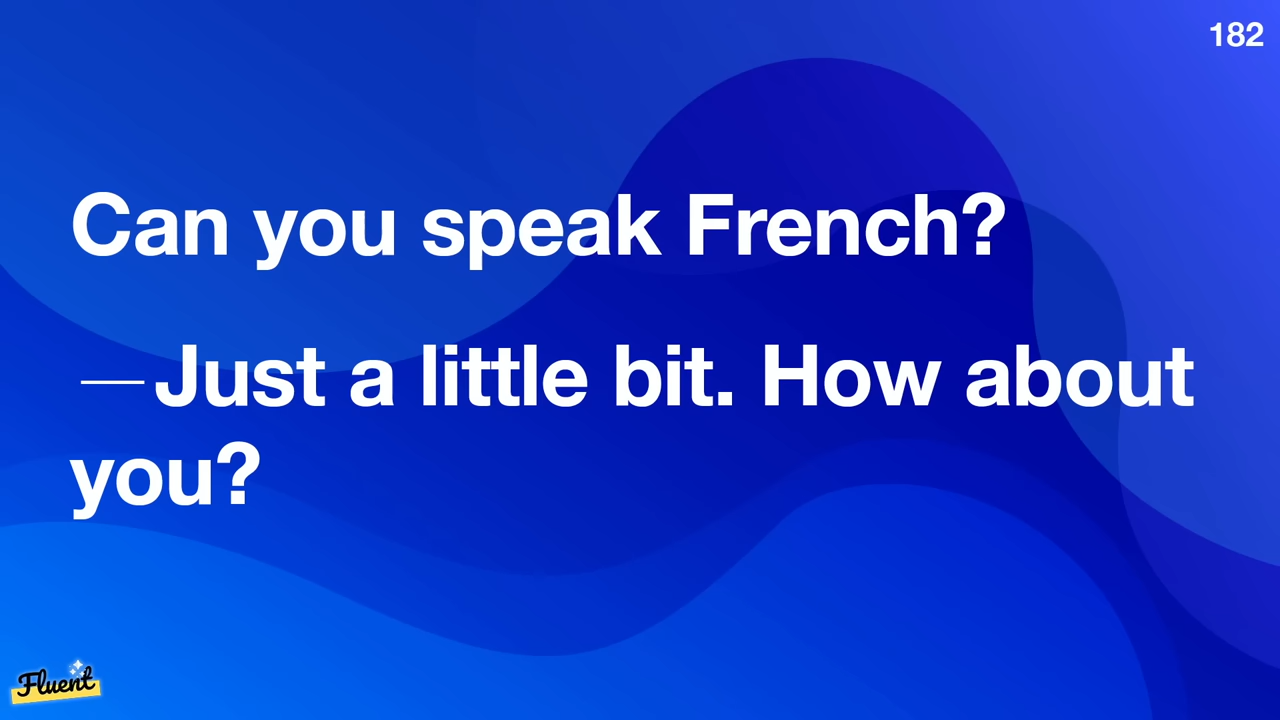 182
Can you speak French?
—Just a little bit. How about
you?
Fluent